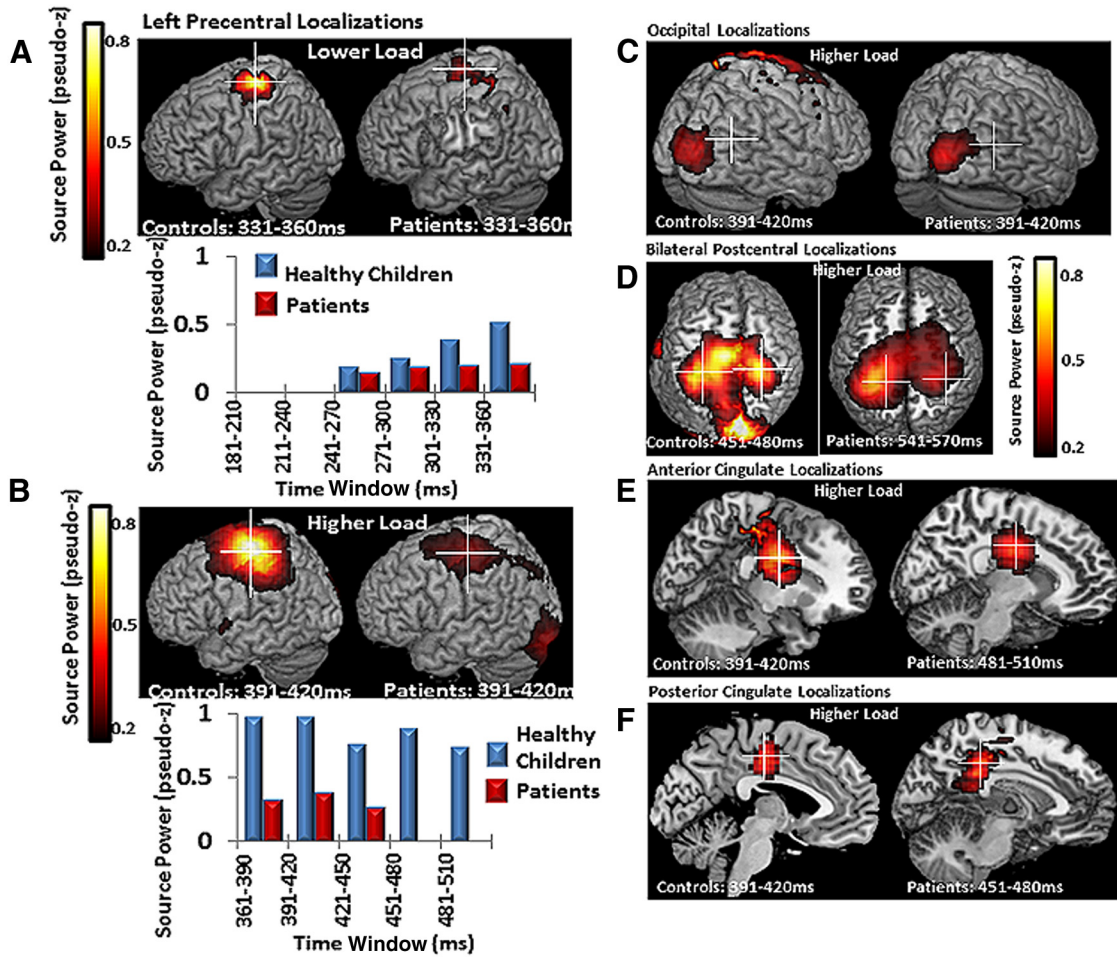 A
Left Precentral Localizations
Source Power (pseudo-z)
0.8
0.5
0.2
Lower Load
Controls: 331-360ms
Patients: 331-360m
Source Power (pseudo-z)
1
0.5
0
Healthy Children
Patients
181-210
211-240
241-270
271-300
301-330
331-360
Time Window (ms)
B
Source Power (pseudo-z)
0.8
0.5
0.2
Higher Load
Controls: 391-420ms
Patients: 391-420m
Source Power (pseudo-z)
1
0.5
0
Healthy
Children
Patients
361-390
391-420
421-450
451-480
481-510
Time Window (ms)
C
Occipital Localizations
Higher Load
Controls: 391-420ms
Patients: 391-420ms
D
Bilateral Postcentral Localizations
Higher Load
Controls: 451-480ms
Patients: 541-570ms
Source Power (pseudo-z)
0.8
0.5
0.2
E
Anterior Cingulate Localizations
Higher Load
Controls: 391-420ms
Patients: 481-510ms
F
Posterior Cingulate Localizations
Higher Load
Controls: 391-420ms
Patients: 451-480ms